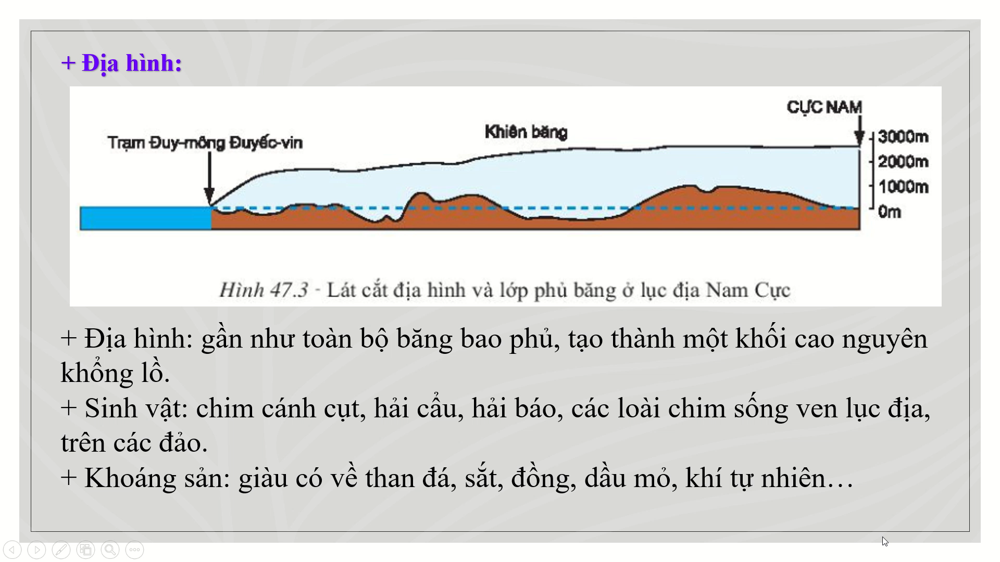 + Địa hình:
CỰC NAM
Khiên băng
Trạm Đuy-mông Đuyếc-vin
3000m
2000m
1000m
0m
Hình 47.3 - Lát cắt địa hình và lớp phủ băng ở lục địa Nam Cực
+ Địa hình: gần như toàn bộ băng bao phủ, tạo thành một khối cao nguyên
khổng lồ.
+ Sinh vật: chim cánh cụt, hải cẩu, hải báo, các loài chim sống ven lục địa,
trên các đảo.
+ Khoáng sản: giàu có về than đá, sắt, đồng, dầu mỏ, khí tự nhiên…